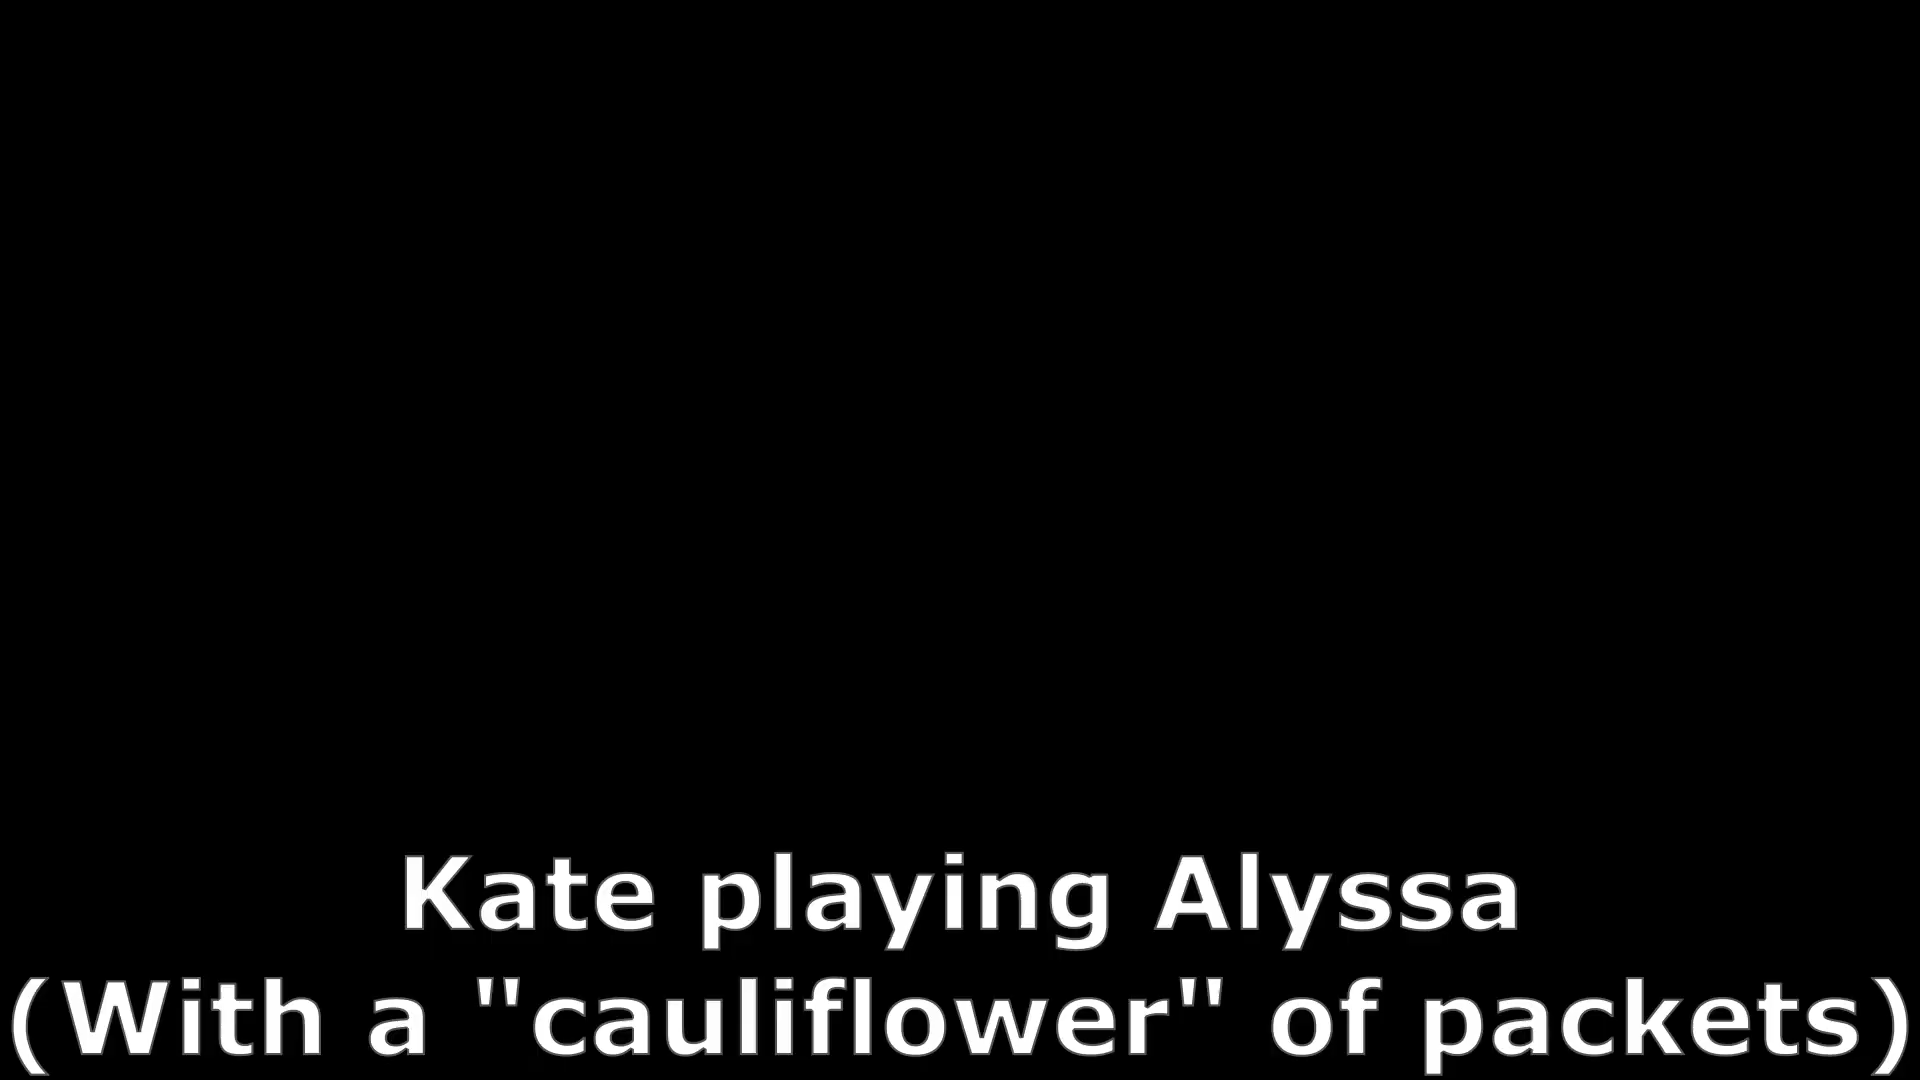 Kate playing Alyssa
(With a "cauliflower" of packets)